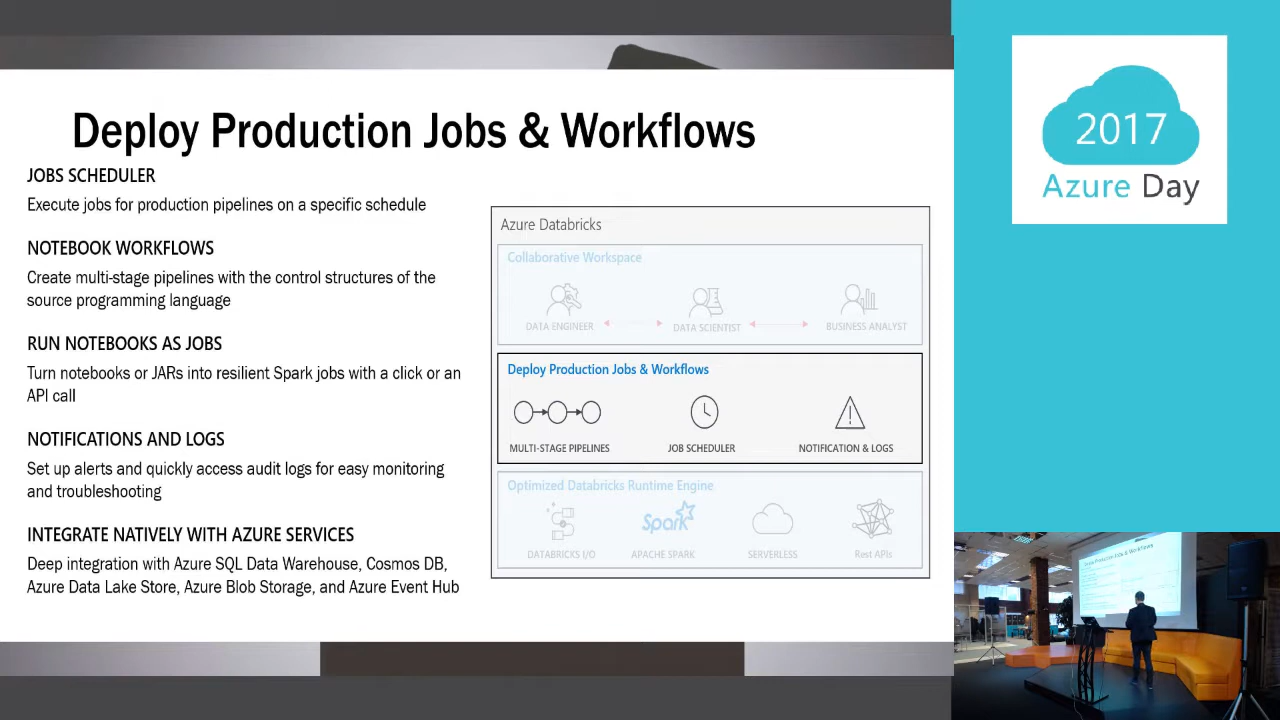 Deploy Production Jobs & Workflows
JOBS SCHEDULER
Execute jobs for production pipelines on a specific schedule
NOTEBOOK WORKFLOWS
Create multi-stage pipelines with the control structures of the
source programming language
RUN NOTEBOOKS AS JOBS
Turn notebooks or JARs into resilient Spark jobs with a click or an
API call
NOTIFICATIONS AND LOGS
Set up alerts and quickly access audit logs for easy monitoring
and troubleshooting
INTEGRATE NATIVELY WITH AZURE SERVICES
Deep integration with Azure SQL Data Warehouse, Cosmos DB,
Azure Data Lake Store, Azure Blob Storage, and Azure Event Hub
Azure Databricks
Collaborative Workspace
DATA ENGINEER
DATA SCIENTIST
BUSINESS ANALYST
Deploy Production Jobs & Workflows
MULTI-STAGE PIPELINES
JOB SCHEDULER
NOTIFICATION & LOGS
Optimized Databricks Runtime Engine
Spark
DATABRICKS I/O
APACHE SPARK
SERVERLESS
Rest APIs
2017
Azure Day
Deploy Production Jobs & Workflows